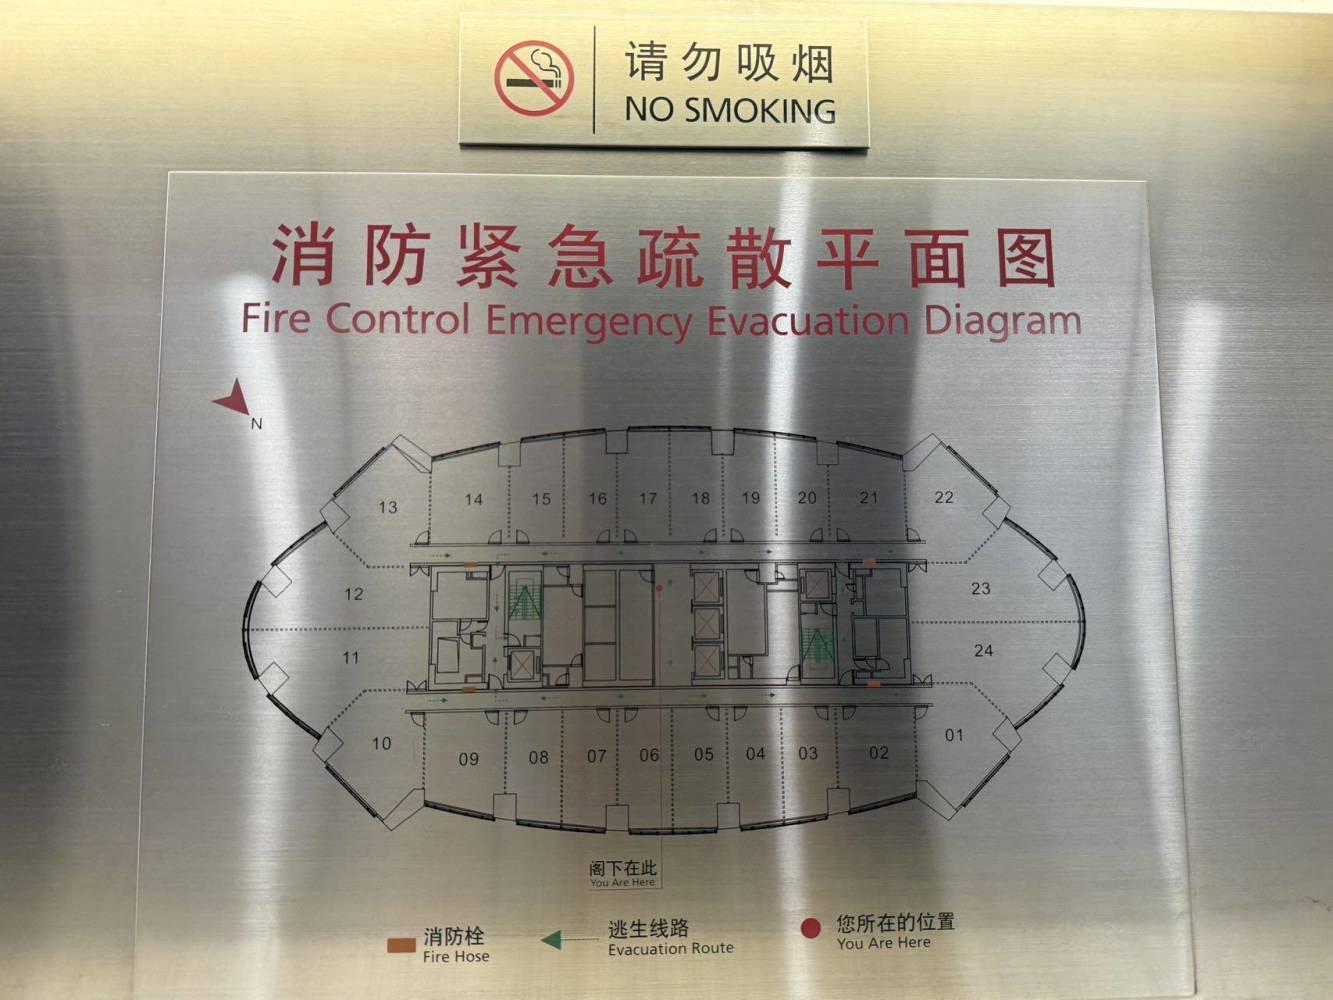 请勿吸烟
NO SMOKING
消防紧急疏散平面图
Fire Control Emergency Evacuation Diagram
N
13
14
15
16
17
18
19
20
21
22
12
23
11
24
10
09
08
07
06
05
04
03
02
01
阁下在此
You Are Here
消防栓
Fire Hose
逃生线路
Evacuation Route
您所在的位置
You Are Here